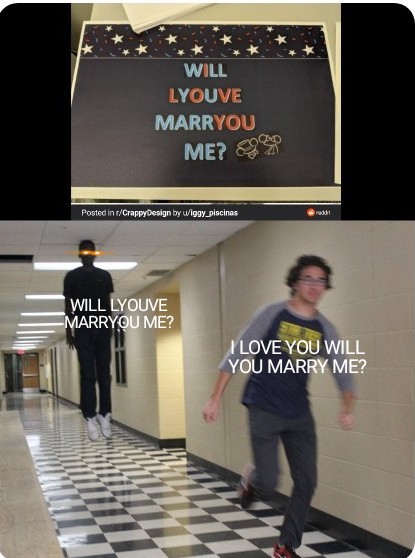 WILL
LYOUVE
MARRYOU
ME?
Posted in r/CrappyDesign by u/iggy_piscinas
reddit
WILL LYOUVE
MARRYOU ME?
I LOVE YOU WILL
YOU MARRY ME?